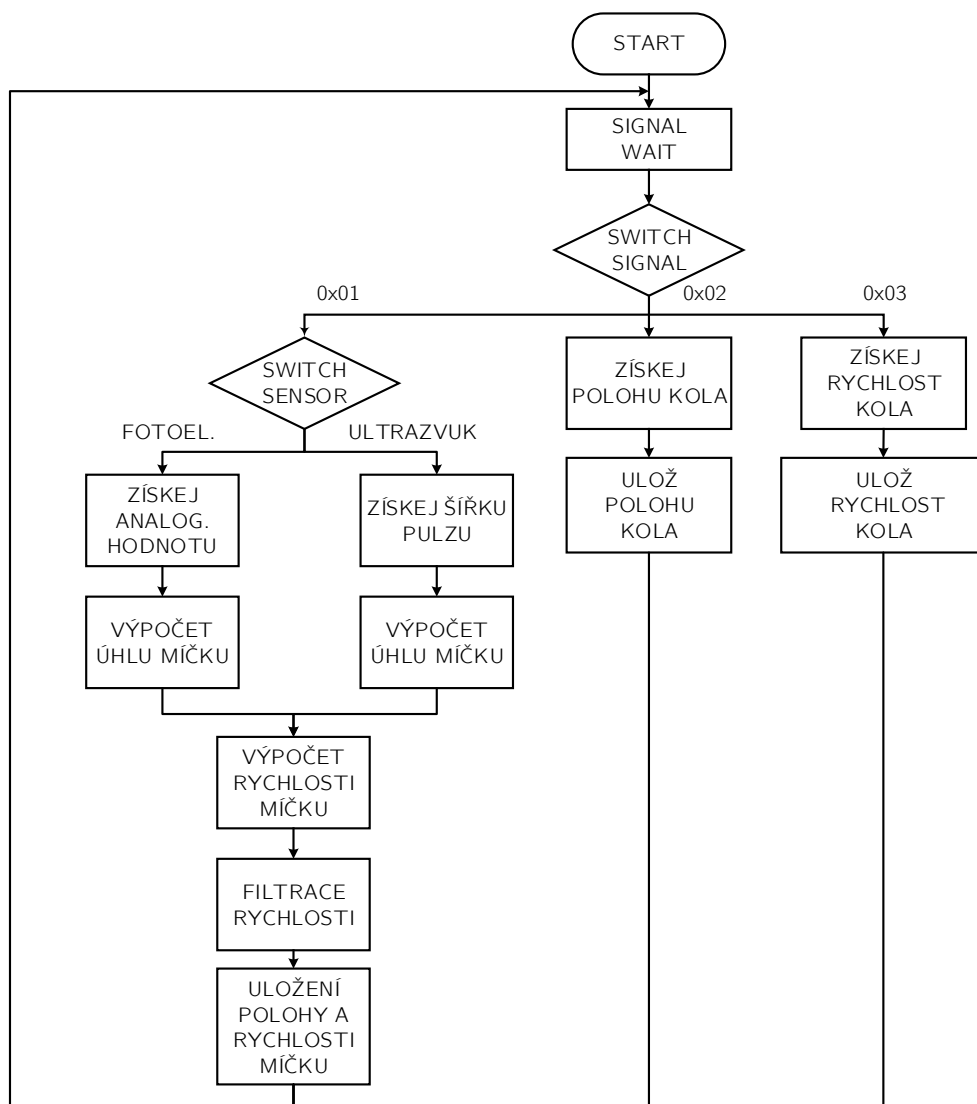 START
SIGNAL
WAIT
SWITCH
SIGNAL
0x01
0x02
0x03
SWITCH
SENSOR
ZÍSKEJ
POLOHU KOLA
ZÍSKEJ
RYCHLOST
KOLA
FOTOEL.
ULTRAZVUK
ZÍSKEJ
ANALOG.
HODNOTU
ZÍSKEJ ŠÍŘKU
PULZU
ULOŽ
POLOHU
KOLA
ULOŽ
RYCHLOST
KOLA
VÝPOČET
ÚHLU MÍČKU
VÝPOČET
ÚHLU MÍČKU
VÝPOČET
RYCHLOSTI
MÍČKU
FILTRACE
RYCHLOSTI
ULOŽENÍ
POLOHY A
RYCHLOSTI
MÍČKU